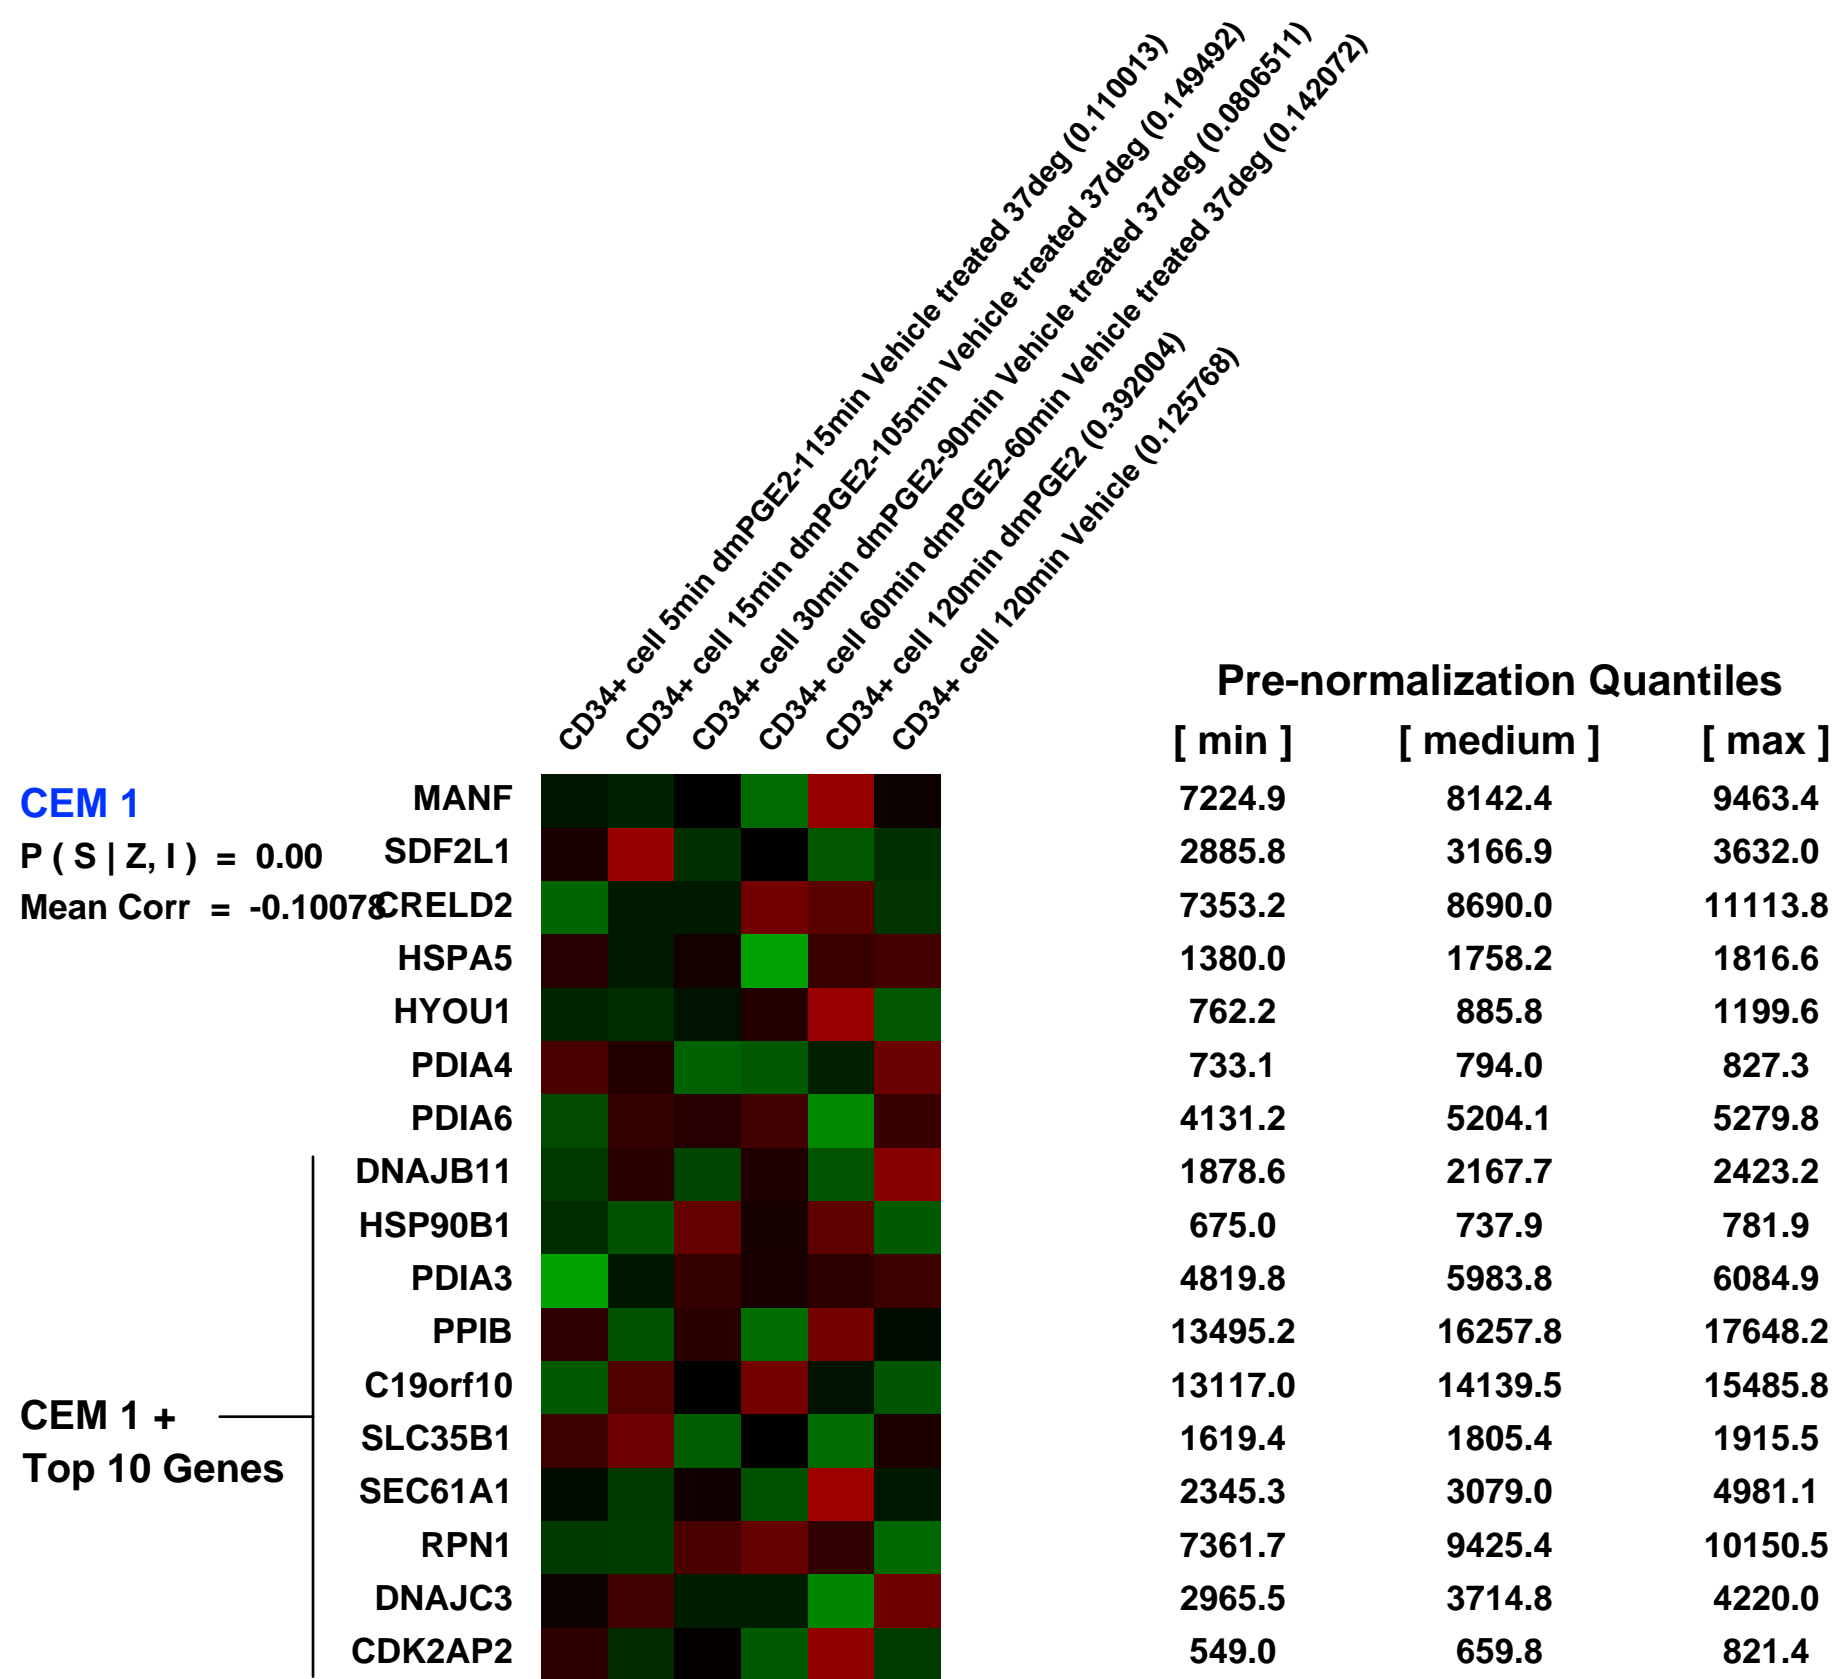 CD34+ cell 5min dmPGE2-115min Vehicle treated 37deg (0.110013)
CD34+ cell 15min dmPGE2-105min Vehicle treated 37deg (0.149492)
CD34+ cell 30min dmPGE2-90min Vehicle treated 37deg (0.0806511)
CD34+ cell 60min dmPGE2-60min Vehicle treated 37deg (0.142072)
CD34+ cell 120min dmPGE2 (0.392004)
CD34+ cell 120min Vehicle (0.125768)
Pre-normalization Quantiles
[ min ] [ medium ] [ max ]
CEM 1
P ( S | Z, I ) = 0.00
Mean Corr = -0.10078
MANF 7224.9 8142.4 9463.4
SDF2L1 2885.8 3166.9 3632.0
CRELD2 7353.2 8690.0 11113.8
HSPA5 1380.0 1758.2 1816.6
HYOU1 762.2 885.8 1199.6
PDIA4 733.1 794.0 827.3
PDIA6 4131.2 5204.1 5279.8
DNAJB11 1878.6 2167.7 2423.2
HSP90B1 675.0 737.9 781.9
PDIA3 4819.8 5983.8 6084.9
PPIB 13495.2 16257.8 17648.2
C19orf10 13117.0 14139.5 15485.8
SLC35B1 1619.4 1805.4 1915.5
SEC61A1 2345.3 3079.0 4981.1
RPN1 7361.7 9425.4 10150.5
DNAJC3 2965.5 3714.8 4220.0
CDK2AP2 549.0 659.8 821.4
CEM 1 +
Top 10 Genes